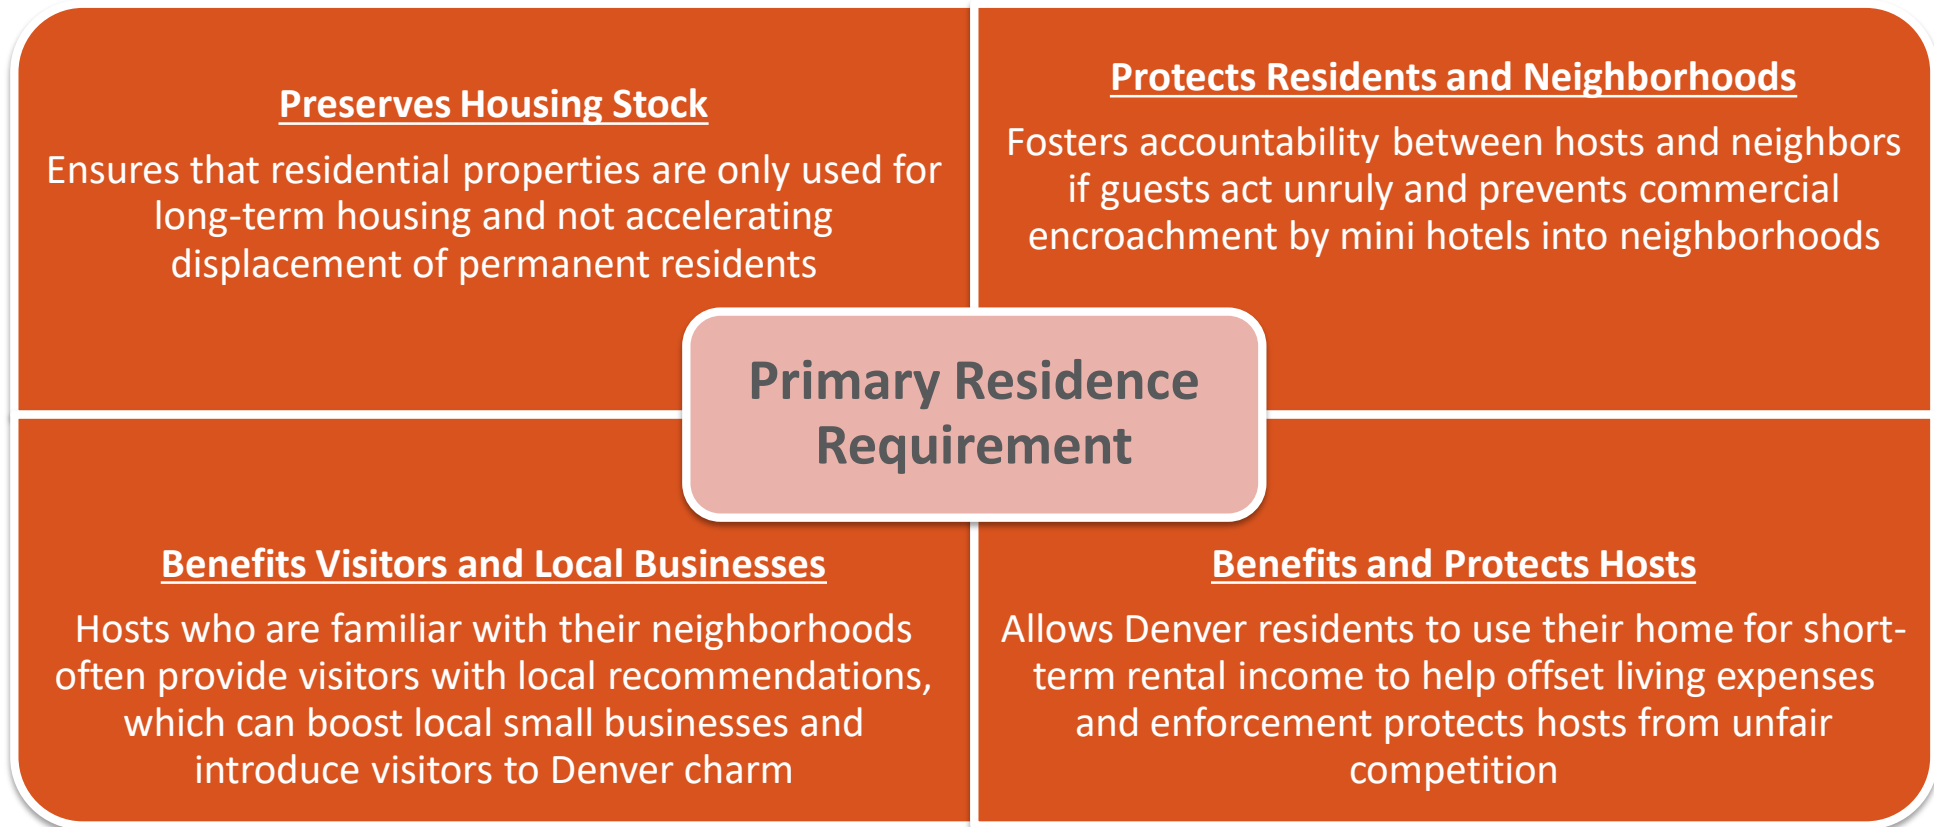 Preserves Housing Stock
Ensures that residential properties are only used for
long-term housing and not accelerating
displacement of permanent residents
Protects Residents and Neighborhoods
Fosters accountability between hosts and neighbors
if guests act unruly and prevents commercial
encroachment by mini hotels into neighborhoods
Primary Residence
Requirement
Benefits Visitors and Local Businesses
Hosts who are familiar with their neighborhoods
often provide visitors with local recommendations,
which can boost local small businesses and
introduce visitors to Denver charm
Benefits and Protects Hosts
Allows Denver residents to use their home for short-
term rental income to help offset living expenses
and enforcement protects hosts from unfair
competition